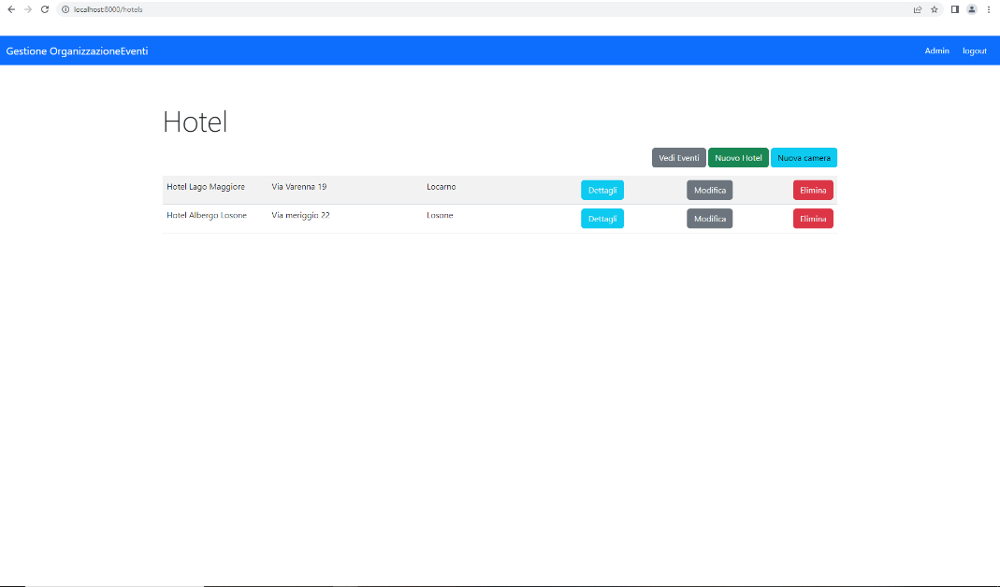 localhost:8000/hotels
Gestione OrganizzazioneEventi Admin logout
Hotel
Vedi Eventi Nuovo Hotel Nuova camera
Hotel Lago Maggiore Via Varenna 19 Locarno Dettagli Modifica Elimina
Hotel Albergo Losone Via meriggio 22 Losone Dettagli Modifica Elimina